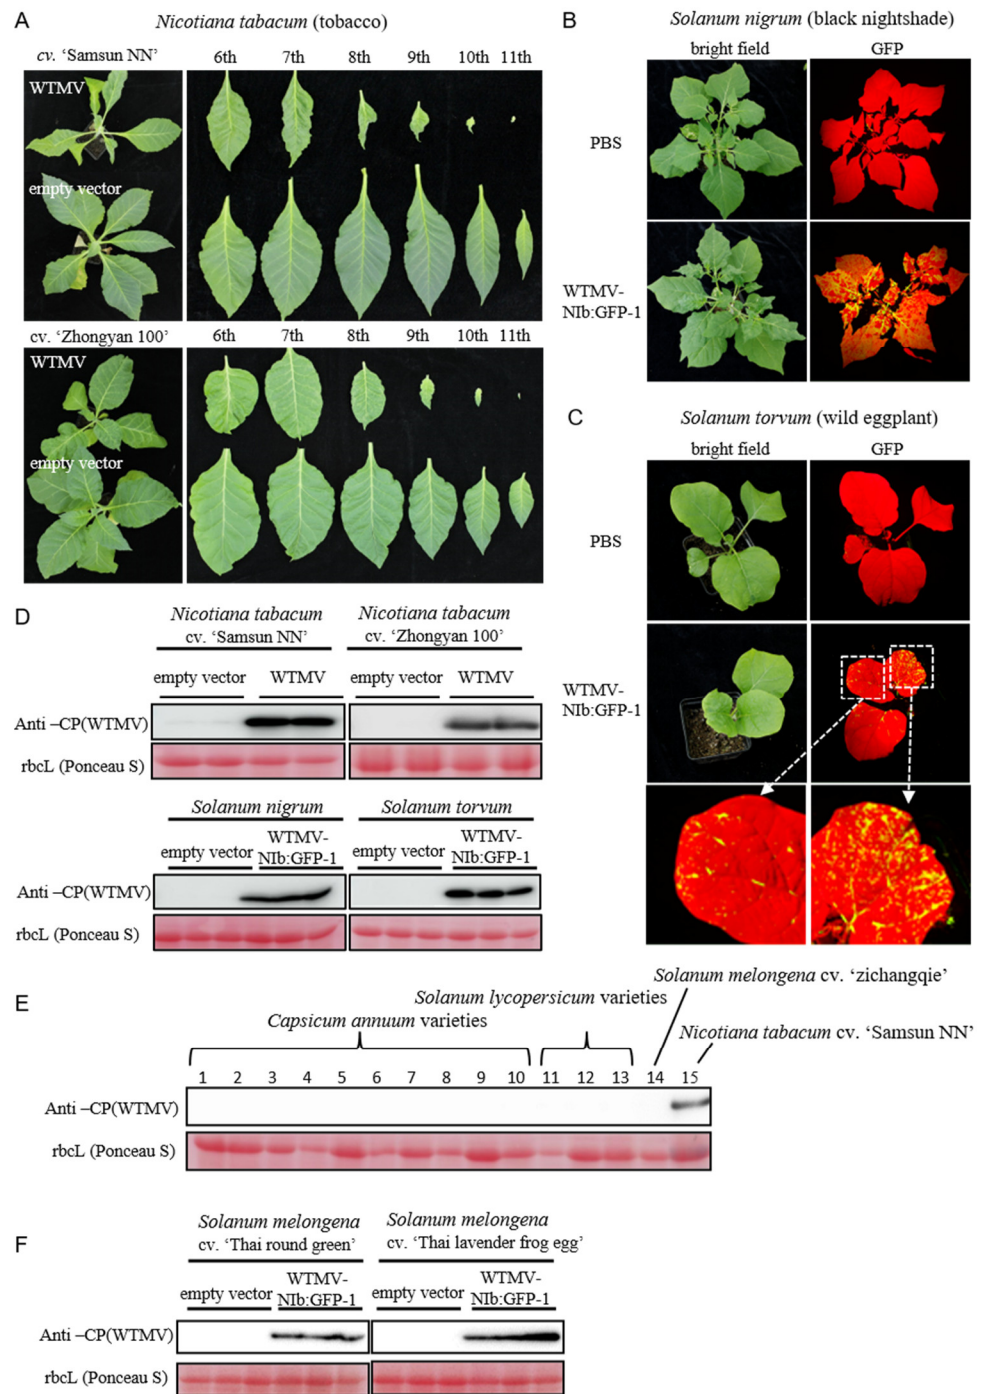 A
Nicotiana tabacum (tobacco)
cv. ‘Samsun NN’
6th 7th 8th 9th 10th 11th
WTMV
empty vector
cv. ‘Zhongyan 100’
6th 7th 8th 9th 10th 11th
WTMV
empty vector
B
Solanum nigrum (black nightshade)
bright field GFP
PBS
WTMV-
NIb:GFP-1
C
Solanum torvum (wild eggplant)
bright field GFP
PBS
WTMV-
NIb:GFP-1
D
Nicotiana tabacum Nicotiana tabacum
cv. ‘Samsun NN’ cv. ‘Zhongyan 100’
empty vector WTMV empty vector WTMV
Anti –CP(WTMV)
rbcL (Ponceau S)
Solanum nigrum Solanum torvum
WTMV- WTMV-
empty vector NIb:GFP-1 empty vector NIb:GFP-1
Anti –CP(WTMV)
rbcL (Ponceau S)
E
Solanum melongena cv. ‘zichangqie’
Solanum lycopersicum varieties
Capsicum annuum varieties
Nicotiana tabacum cv. ‘Samsun NN’
1 2 3 4 5 6 7 8 9 10 11 12 13 14 15
Anti –CP(WTMV)
rbcL (Ponceau S)
F
Solanum melongena Solanum melongena
cv. ‘Thai round green’ cv. ‘Thai lavender frog egg’
WTMV- WTMV-
empty vector NIb:GFP-1 empty vector NIb:GFP-1
Anti –CP(WTMV)
rbcL (Ponceau S)